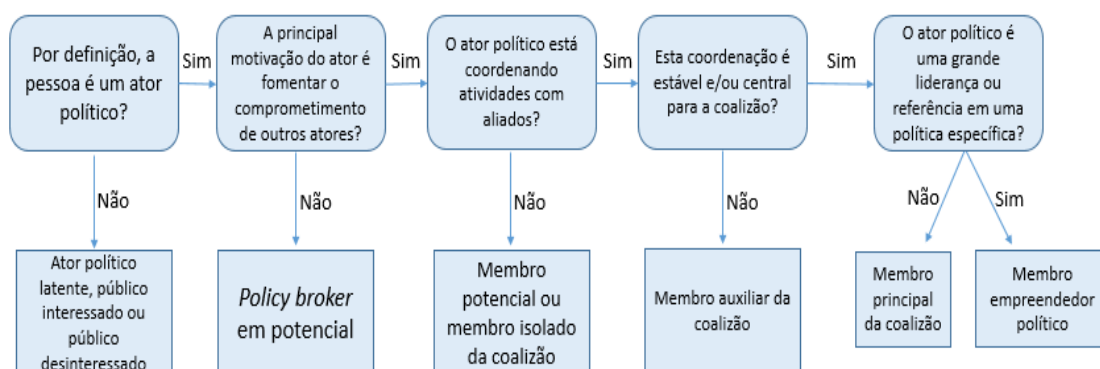 Por definição, a
pessoa é um ator
político?
Sim
A principal
motivação do ator é
fomentar o
comprometimento
de outros atores?
Sim
O ator político está
coordenando
atividades com
aliados?
Sim
Esta coordenação é
estável e/ou central
para a coalizão?
Sim
O ator político é
uma grande
liderança ou
referência em uma
política específica?
Não
Não
Não
Não
Não
Sim
Ator político
latente, público
interessado ou
público
desinteressado
Policy broker
em potencial
Membro
potencial ou
membro isolado
da coalizão
Membro auxiliar da
coalizão
Membro
principal
da coalizão
Membro
empreendedor
político